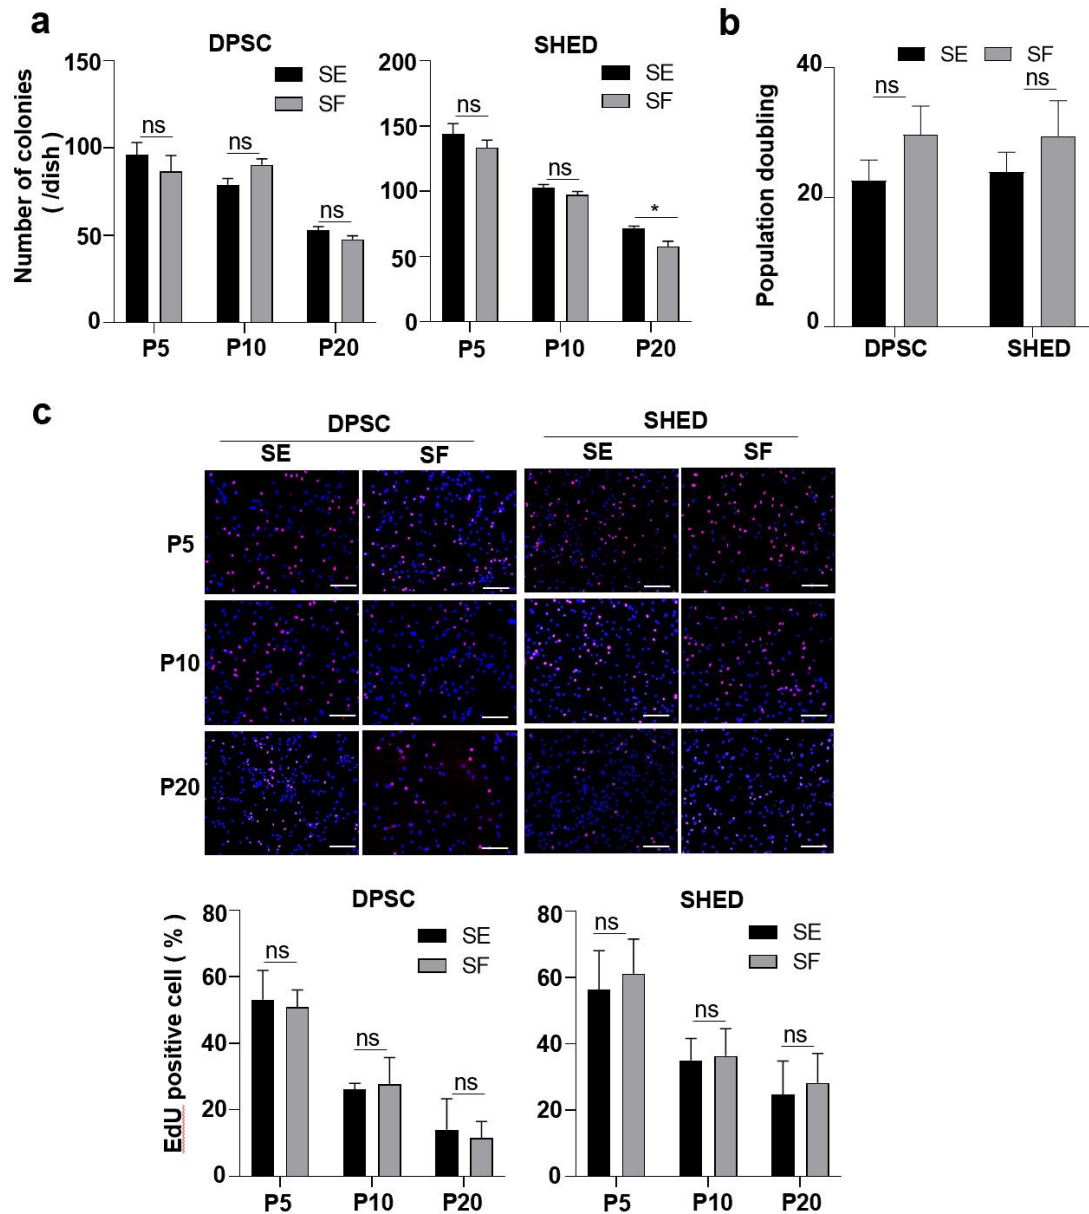 a
DPSC
SHED
b
Number of colonies
( /dish )
150
100
50
0
SE
SF
ns
ns
ns
P5
P10
P20
200
150
100
50
0
SE
SF
ns
ns
*
P5
P10
P20
Population doubling
40
20
0
SE
SF
ns
ns
DPSC
SHED
c
DPSC
SHED
SE
SF
SE
SF
P5
P10
P20
DPSC
EdU positive cell ( % )
80
60
40
20
0
SE
SF
ns
ns
ns
P5
P10
P20
SHED
80
60
40
20
0
SE
SF
ns
ns
ns
P5
P10
P20